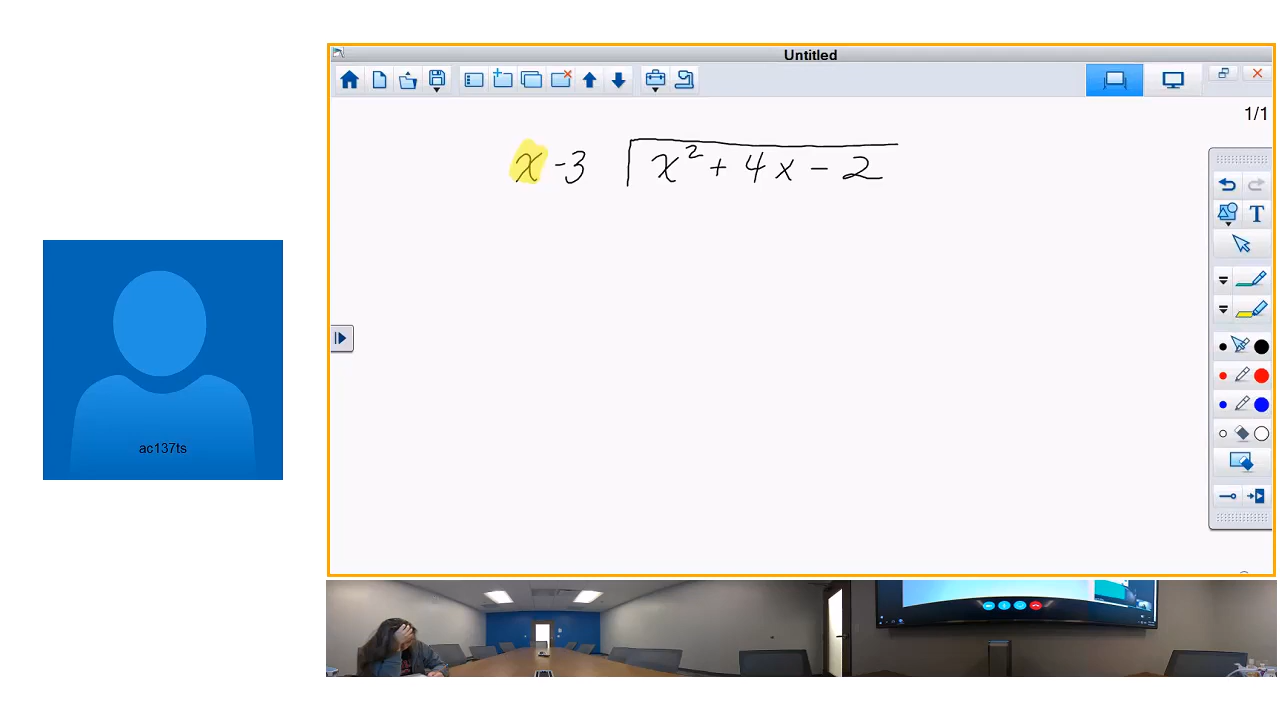 Untitled
1/1
x -3 x² + 4x - 2
T
ac137ts